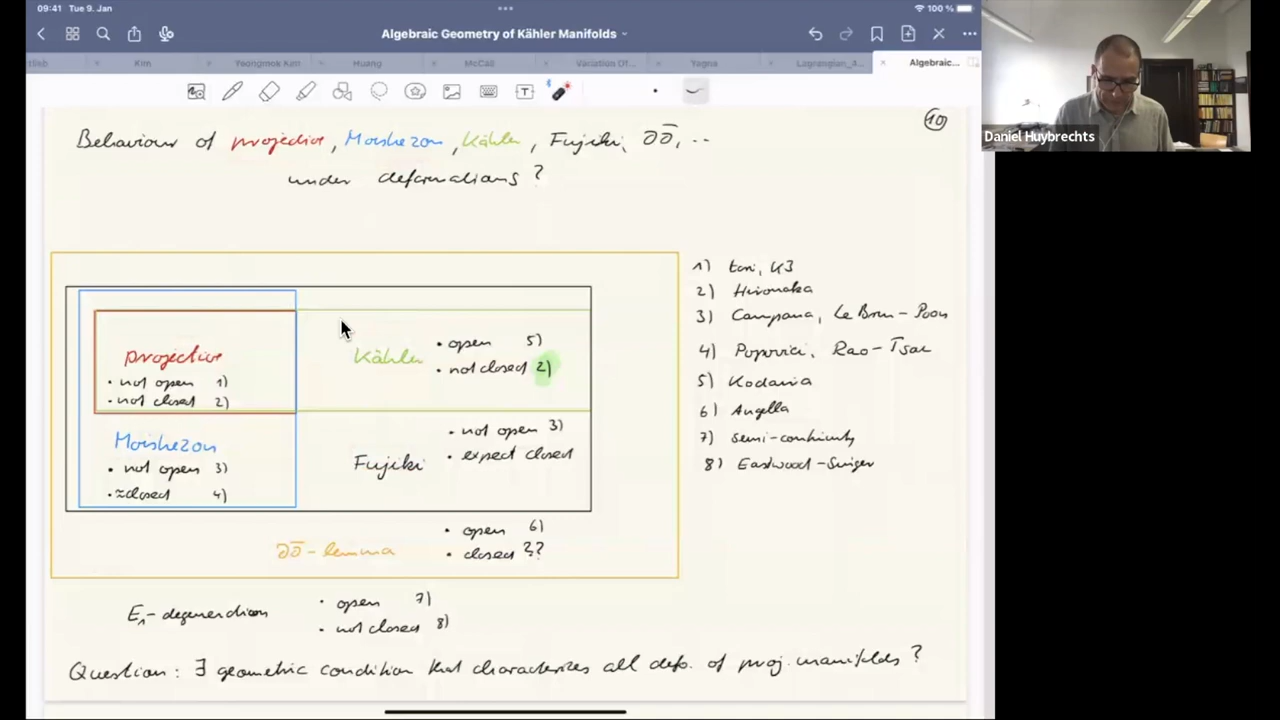 09:41 Tue 9. Jan
100 %
Algebraic Geometry of Kähler Manifolds
Kim
Yeongmok Kim
Huang
McCall
Variation Of...
Yagna
Lagrangian_4...
Algebraic...
Daniel Huybrechts
10
Behaviour of projective, Moishezon, Kähler, Fujiki, ∂∂̄, ...
under deformations?
projective
• not open 1)
• not closed 2)
Kähler
• open 5)
• not closed 2)
Moishezon
• not open 3)
• ≈closed 4)
Fujiki
• not open 3)
• expect closed
∂∂̄-lemma
• open 6)
• closed ??
1) tori, K3
2) Hironaka
3) Campana, Le Brun-Poon
4) Popovici, Rao-Tsai
5) Kodaira
6) Angella
7) semi-continuity
8) Eastwood-Singer
E₁-degeneration
• open 7)
• not closed 8)
Question: ∃ geometric condition that characterizes all defo. of proj. manifolds?